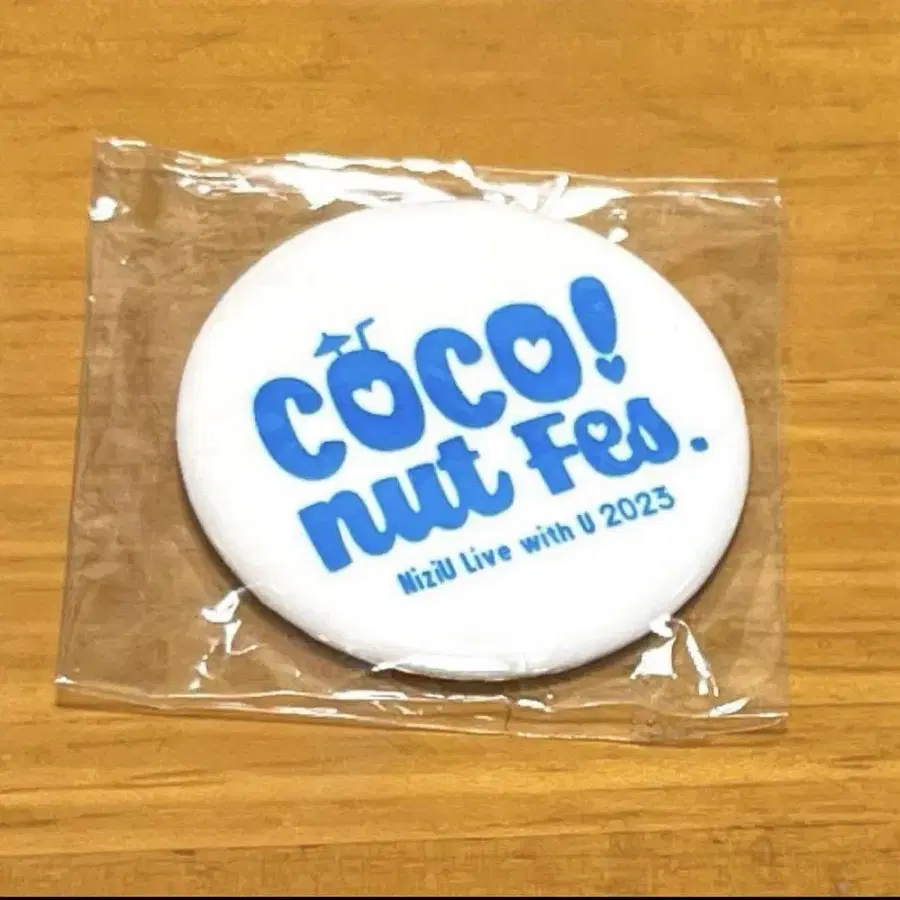 COCO!
nut Fes.
NiziU Live with U 2023